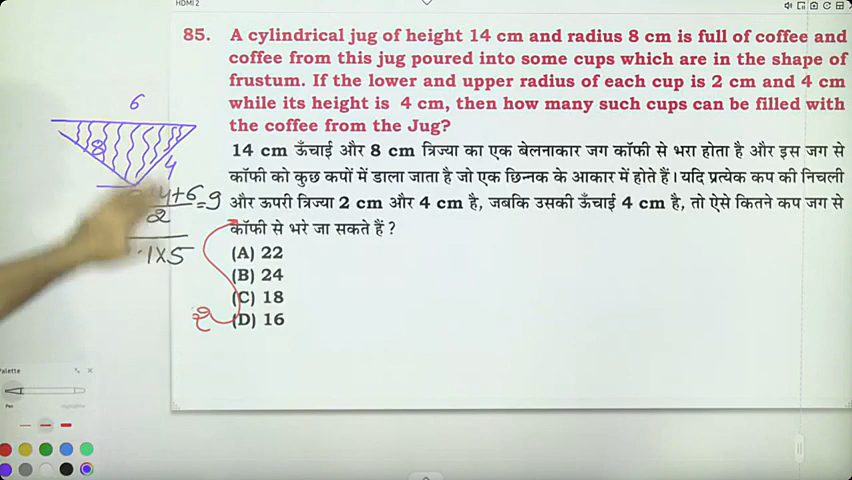 HDMI 2
85. A cylindrical jug of height 14 cm and radius 8 cm is full of coffee and
coffee from this jug poured into some cups which are in the shape of
frustum. If the lower and upper radius of each cup is 2 cm and 4 cm
while its height is 4 cm, then how many such cups can be filled with
the coffee from the Jug?
14 cm ऊँचाई और 8 cm त्रिज्या का एक बेलनाकार जग कॉफी से भरा होता है और इस जग से
कॉफी को कुछ कपों में डाला जाता है जो एक छिन्नक के आकार में होते हैं। यदि प्रत्येक कप की निचली
और ऊपरी त्रिज्या 2 cm और 4 cm है, जबकि उसकी ऊँचाई 4 cm है, तो ऐसे कितने कप जग से
कॉफी से भरे जा सकते हैं ?
(A) 22
(B) 24
(C) 18
(D) 16
6
8
4
4+6
2
=9
1×5
Palette
Pen